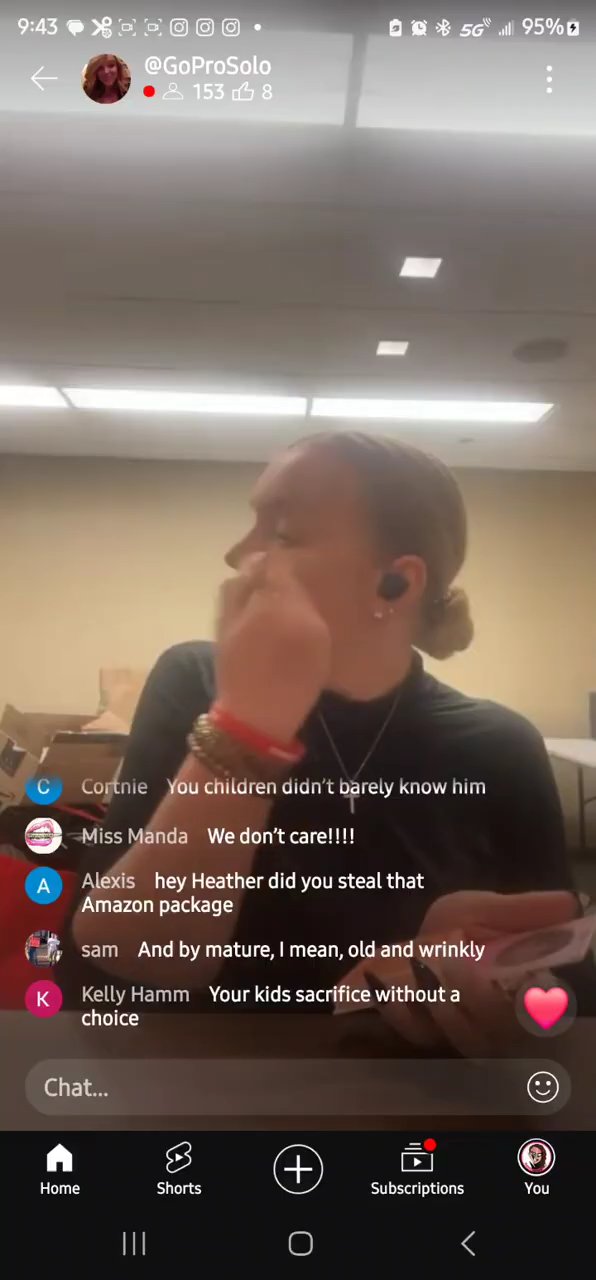 9:43
5G
95%
@GoProSolo
153 8
Cortnie You children didn't barely know him
Miss Manda We don't care!!!!
Alexis hey Heather did you steal that
Amazon package
sam And by mature, I mean, old and wrinkly
Kelly Hamm Your kids sacrifice without a
choice
Chat...
Home Shorts Subscriptions You
C
A
K